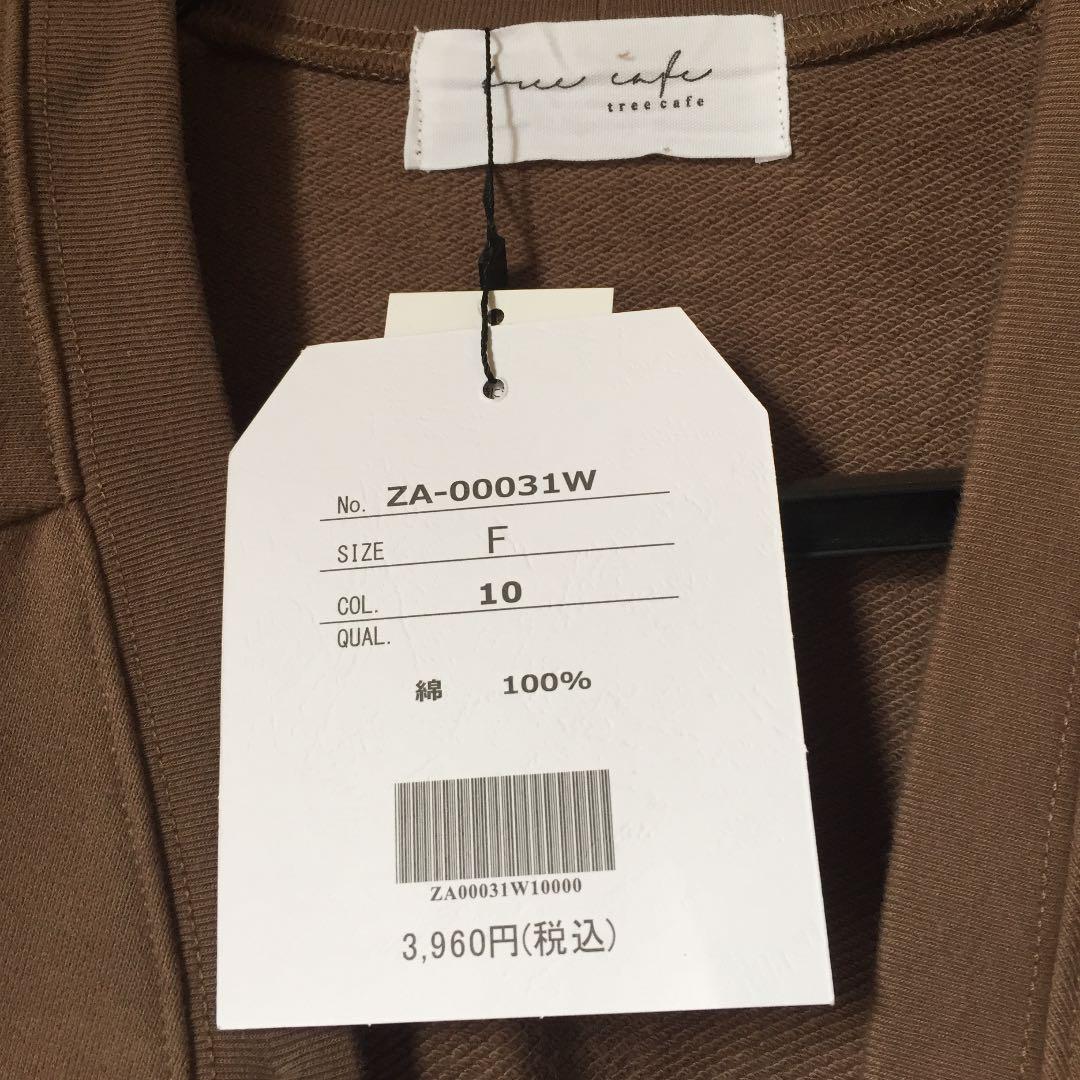 tree cafe
tree cafe
No. ZA-00031W
SIZE F
COL. 10
QUAL.
綿 100%
ZA00031W10000
3,960円(税込)